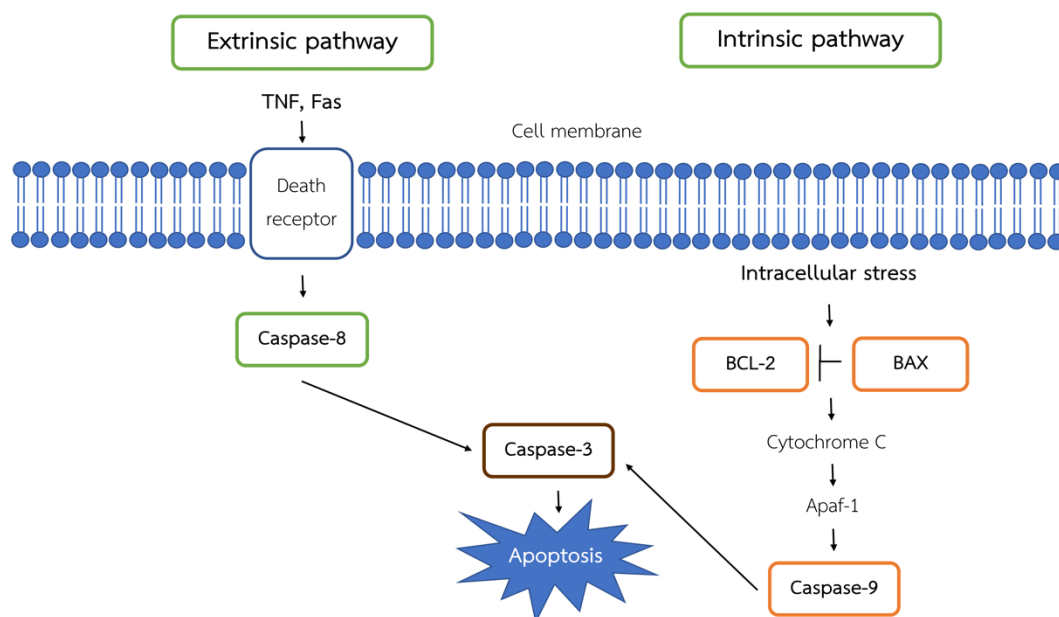 Extrinsic pathway
Intrinsic pathway
TNF, Fas
Cell membrane
Death
receptor
Intracellular stress
Caspase-8
BCL-2
BAX
Cytochrome C
Caspase-3
Apaf-1
Apoptosis
Caspase-9